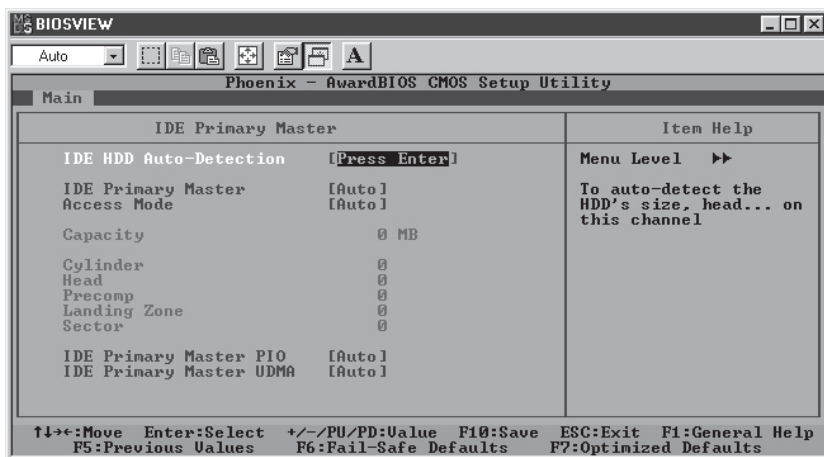 MS DOS BIOSVIEW
Auto
A
Phoenix - AwardBIOS CMOS Setup Utility
Main
IDE Primary Master
Item Help
IDE HDD Auto-Detection [Press Enter]
Menu Level ▶▶
IDE Primary Master [Auto]
To auto-detect the
Access Mode [Auto]
HDD's size, head... on
this channel
Capacity 0 MB
Cylinder 0
Head 0
Precomp 0
Landing Zone 0
Sector 0
IDE Primary Master PIO [Auto]
IDE Primary Master UDMA [Auto]
↑↓→←:Move Enter:Select +/-/PU/PD:Value F10:Save ESC:Exit F1:General Help
F5:Previous Values F6:Fail-Safe Defaults F7:Optimized Defaults